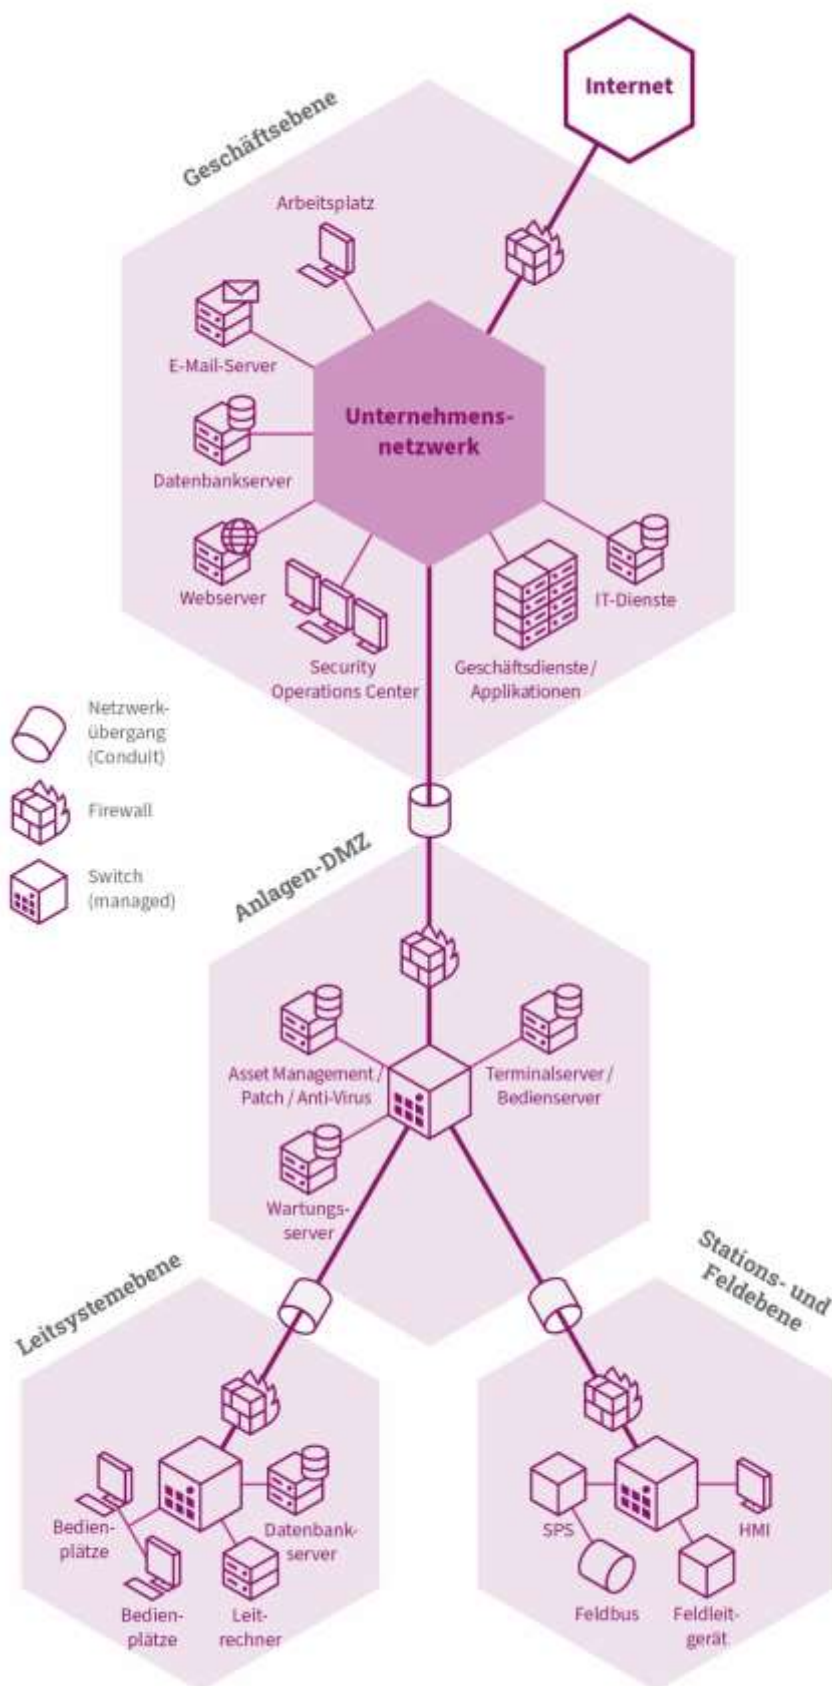 Internet
Geschäftsebene
Arbeitsplatz
E-Mail-Server
Unternehmens-
netzwerk
Datenbankserver
Webserver
IT-Dienste
Security
Operations Center
Geschäftsdienste /
Applikationen
Netzwerk-
übergang
(Conduit)
Firewall
Switch
(managed)
Anlagen-DMZ
Asset Management /
Patch / Anti-Virus
Terminalserver /
Bedienserver
Wartungs-
server
Leitsystemebene
Stations- und
Feldebene
Bedien-
plätze
Datenbank-
server
Bedien-
plätze
Leit-
rechner
SPS
HMI
Feldbus
Feldleit-
gerät